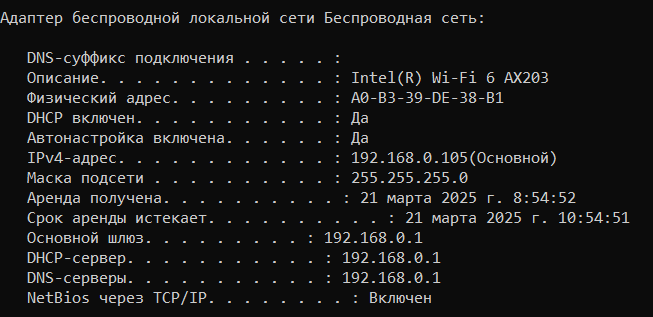 Адаптер беспроводной локальной сети Беспроводная сеть:
DNS-суффикс подключения . . . . . :
Описание. . . . . . . . . . . . . : Intel(R) Wi-Fi 6 AX203
Физический адрес. . . . . . . . . : A0-B3-39-DE-38-B1
DHCP включен. . . . . . . . . . . : Да
Автонастройка включена. . . . . . : Да
IPv4-адрес. . . . . . . . . . . . : 192.168.0.105(Основной)
Маска подсети . . . . . . . . . . : 255.255.255.0
Аренда получена. . . . . . . . . . : 21 марта 2025 г. 8:54:52
Срок аренды истекает. . . . . . . . . . : 21 марта 2025 г. 10:54:51
Основной шлюз. . . . . . . . . : 192.168.0.1
DHCP-сервер. . . . . . . . . . . : 192.168.0.1
DNS-серверы. . . . . . . . . . . : 192.168.0.1
NetBios через TCP/IP. . . . . . . . : Включен